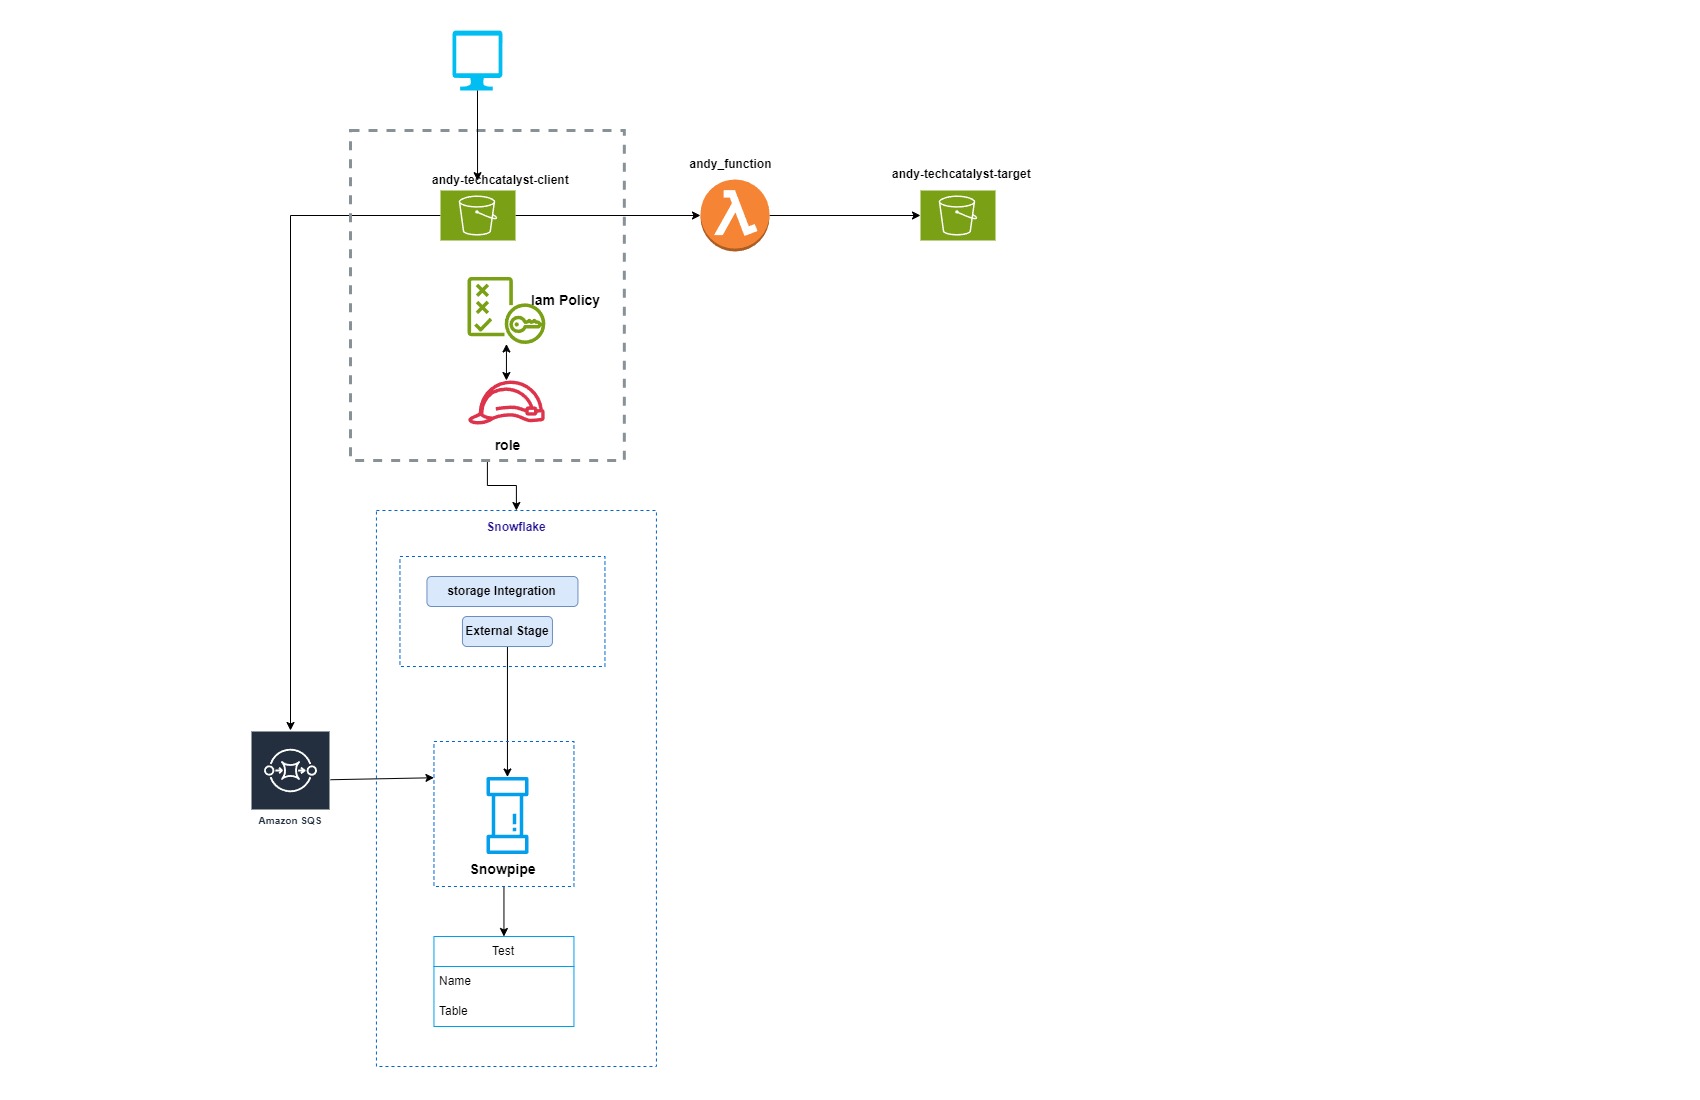 andy_function
andy-techcatalyst-target
andy-techcatalyst-client
Iam Policy
role
Snowflake
storage Integration
External Stage
Amazon SQS
Snowpipe
Test
Name
Table